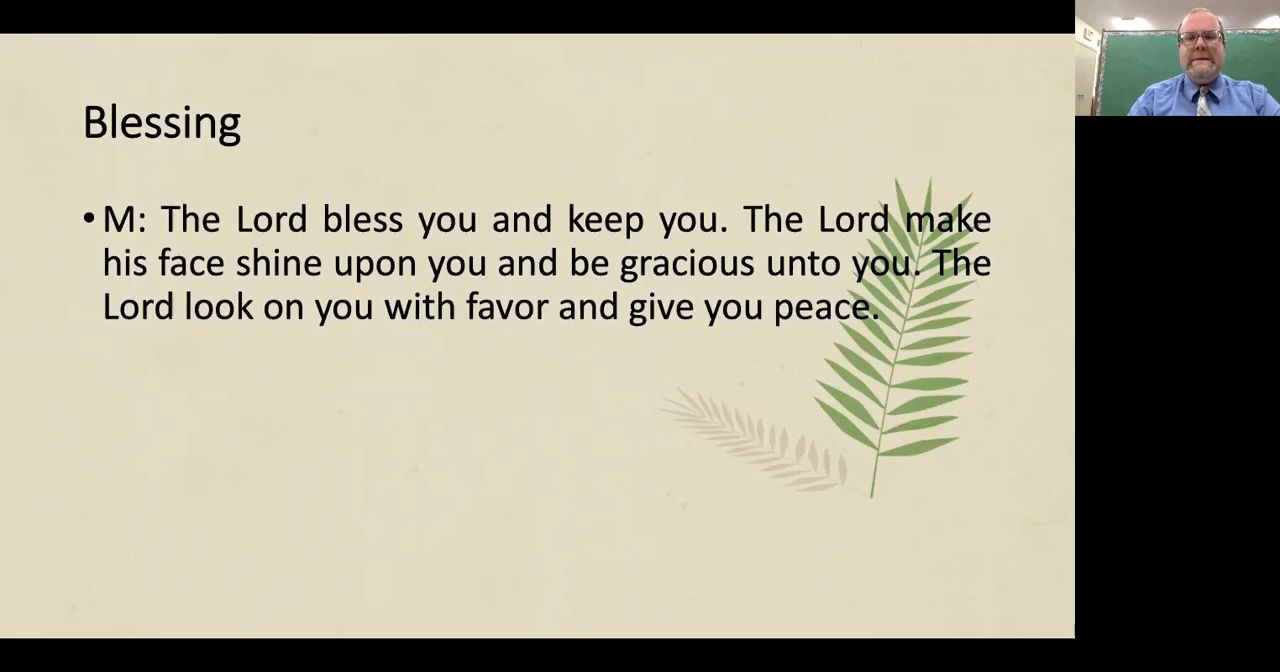 Blessing
• M: The Lord bless you and keep you. The Lord make
his face shine upon you and be gracious unto you. The
Lord look on you with favor and give you peace.